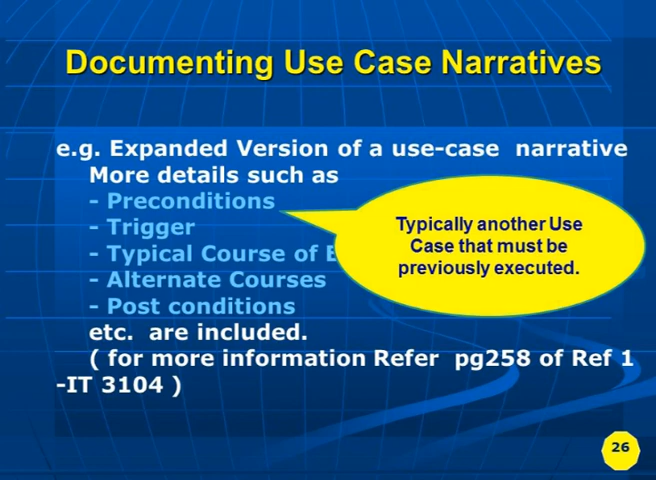 Documenting Use Case Narratives
e.g. Expanded Version of a use-case narrative
More details such as
- Preconditions
- Trigger
- Typical Course of
- Alternate Courses
- Post conditions
etc. are included.
( for more information Refer pg258 of Ref 1
-IT 3104 )
Typically another Use
Case that must be
previously executed.
26